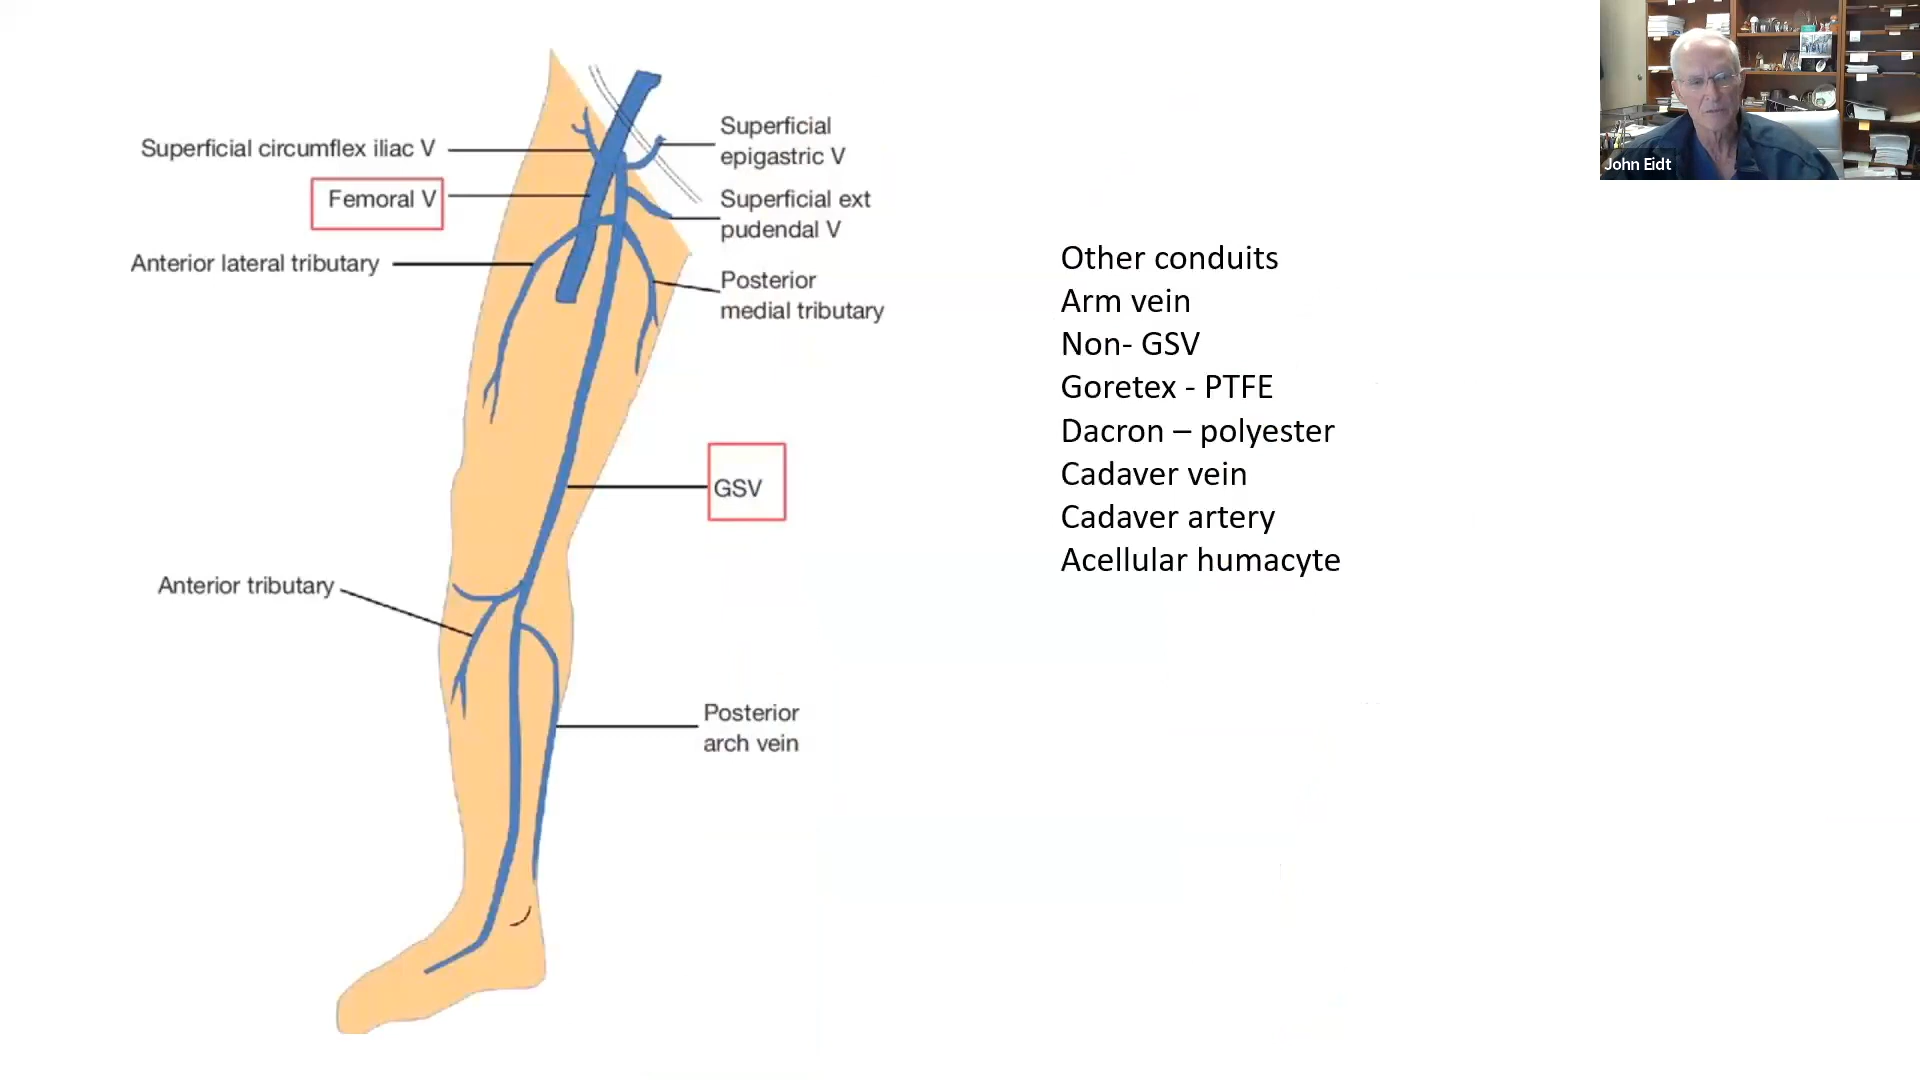 Superficial circumflex iliac V
Femoral V
Anterior lateral tributary
Anterior tributary
Superficial
epigastric V
Superficial ext
pudendal V
Posterior
medial tributary
GSV
Posterior
arch vein
Other conduits
Arm vein
Non- GSV
Goretex - PTFE
Dacron – polyester
Cadaver vein
Cadaver artery
Acellular humacyte
John Eidt